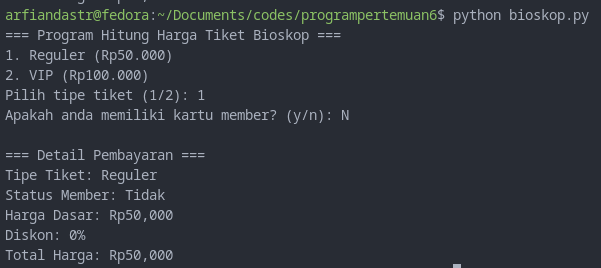 arfiandastr@fedora:~/Documents/codes/programpertemuan6$ python bioskop.py
=== Program Hitung Harga Tiket Bioskop ===
1. Reguler (Rp50.000)
2. VIP (Rp100.000)
Pilih tipe tiket (1/2): 1
Apakah anda memiliki kartu member? (y/n): N
=== Detail Pembayaran ===
Tipe Tiket: Reguler
Status Member: Tidak
Harga Dasar: Rp50,000
Diskon: 0%
Total Harga: Rp50,000